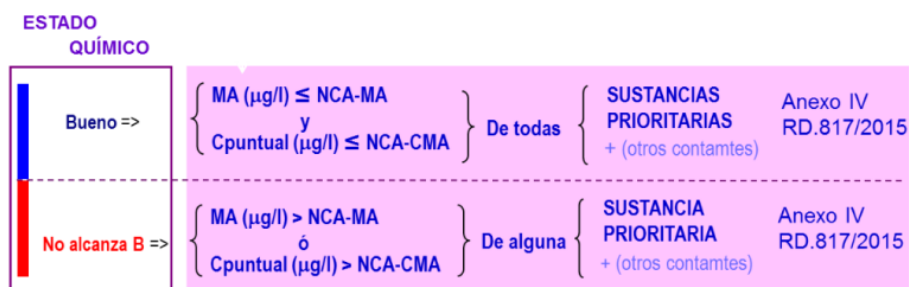 ESTADO
QUÍMICO
Bueno =>
MA (μg/l) ≤ NCA-MA
y
Cpuntual (μg/l) ≤ NCA-CMA
De todas
SUSTANCIAS
PRIORITARIAS
+ (otros contamtes)
Anexo IV
RD.817/2015
No alcanza B =>
MA (μg/l) > NCA-MA
ó
Cpuntual (μg/l) > NCA-CMA
De alguna
SUSTANCIA
PRIORITARIA
+ (otros contamtes)
Anexo IV
RD.817/2015